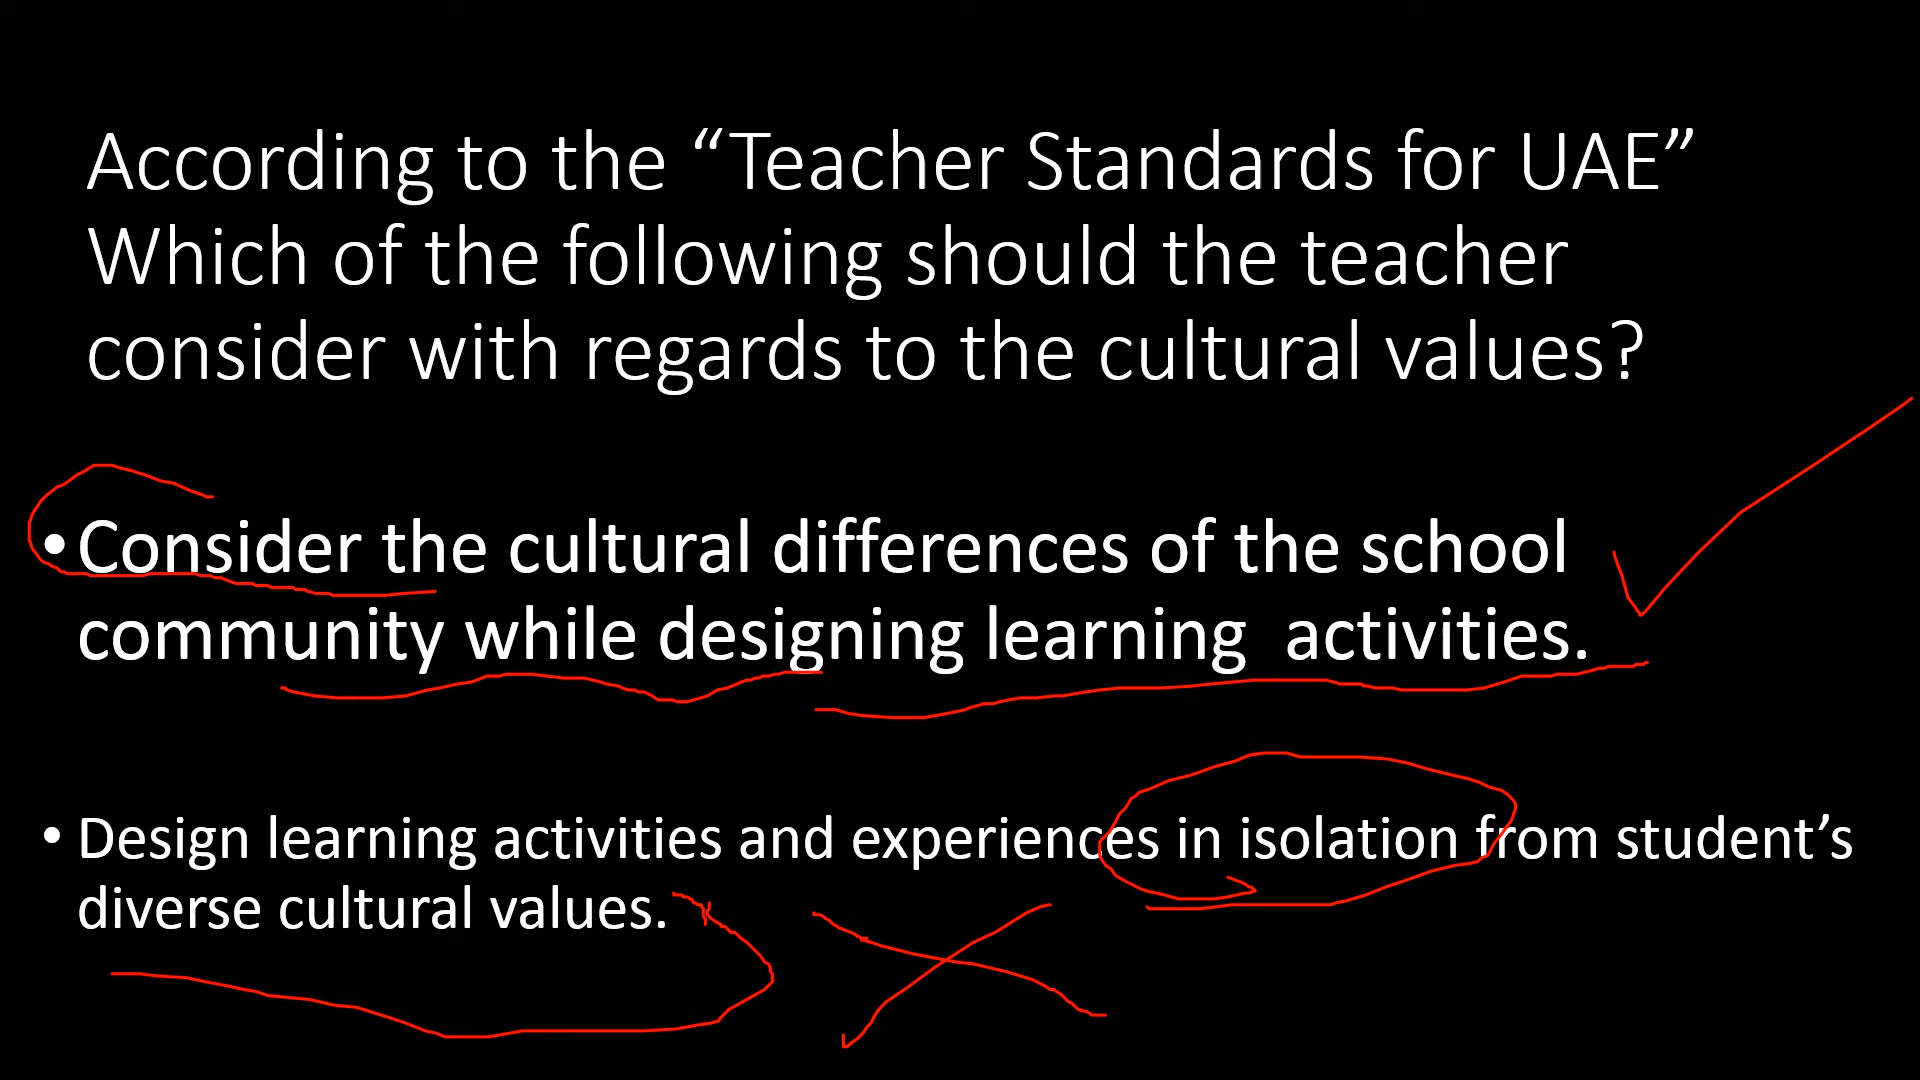 According to the “Teacher Standards for UAE”
Which of the following should the teacher
consider with regards to the cultural values?
• Consider the cultural differences of the school
community while designing learning  activities.
• Design learning activities and experiences in isolation from student’s
diverse cultural values.